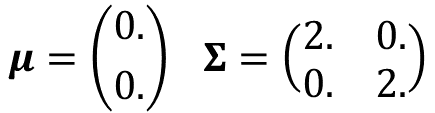 𝝁 = (0. 0.) 𝚺 = (2. 0. 0. 2.)